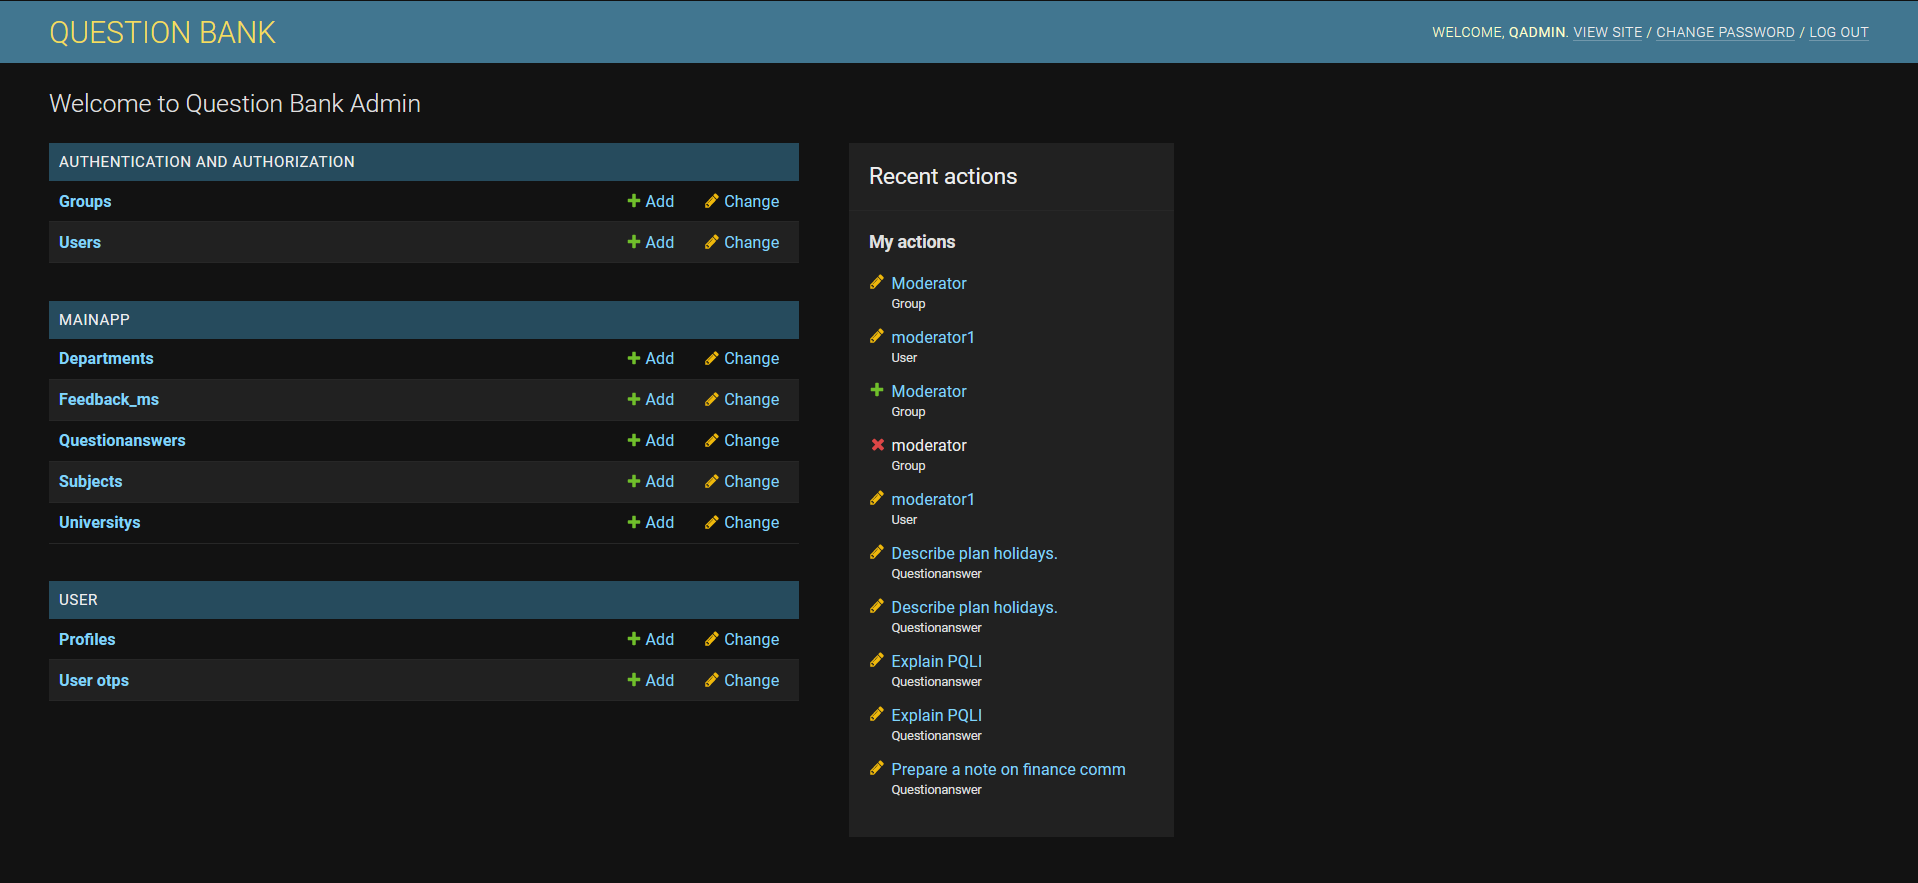 QUESTION BANK
WELCOME, QADMIN. VIEW SITE / CHANGE PASSWORD / LOG OUT
Welcome to Question Bank Admin
AUTHENTICATION AND AUTHORIZATION
Groups Add Change
Users Add Change
MAINAPP
Departments Add Change
Feedback_ms Add Change
Questionanswers Add Change
Subjects Add Change
Universitys Add Change
USER
Profiles Add Change
User otps Add Change
Recent actions
My actions
Moderator
Group
moderator1
User
Moderator
Group
moderator
Group
moderator1
User
Describe plan holidays.
Questionanswer
Describe plan holidays.
Questionanswer
Explain PQLI
Questionanswer
Explain PQLI
Questionanswer
Prepare a note on finance comm
Questionanswer